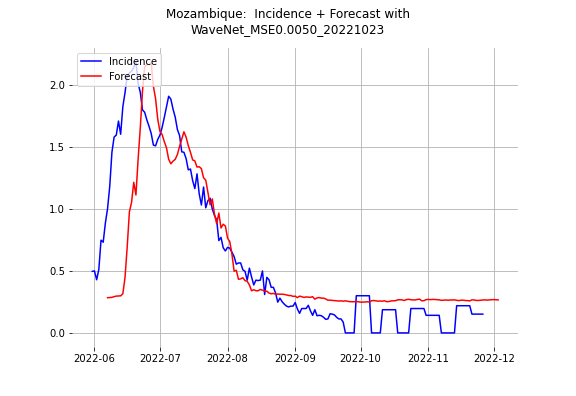 Mozambique:  Incidence + Forecast with
WaveNet_MSE0.0050_20221023
Incidence
Forecast
2.0
1.5
1.0
0.5
0.0
2022-06 2022-07 2022-08 2022-09 2022-10 2022-11 2022-12